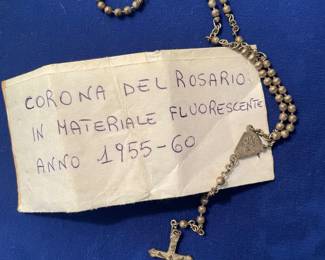 CORONA DEL ROSARIO
IN MATERIALE FLUORESCENTE
ANNO 1955-60